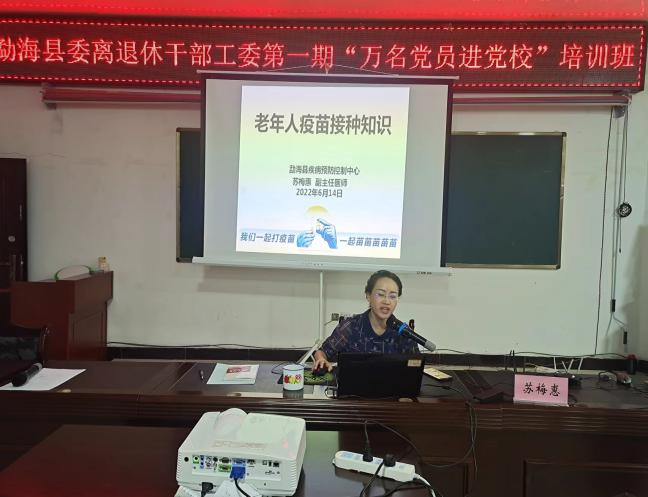 勐海县委离退休干部工委第一期“万名党员进党校”培训班
老年人疫苗接种知识
勐海县疾病预防控制中心
苏梅惠 副主任医师
2022年6月14日
我们一起打疫苗
一起苗苗苗苗苗
苏梅惠